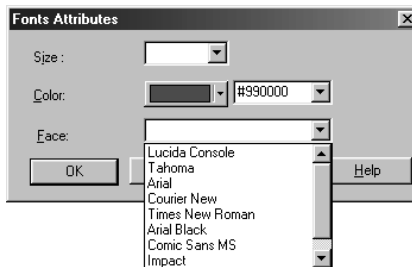 Fonts Attributes
Size :
Color:
#990000
Face:
Lucida Console
OK
Tahoma
Help
Arial
Courier New
Times New Roman
Arial Black
Comic Sans MS
Impact